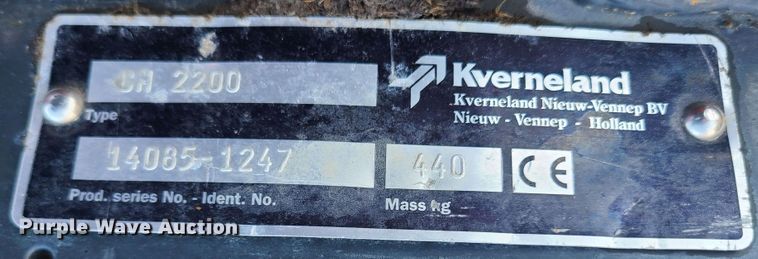 CM 2200
Type
14085-1247
Prod. series No. - Ident. No.
440
Mass kg
CE
Kverneland
Kverneland Nieuw-Vennep BV
Nieuw - Vennep - Holland
Purple Wave Auction